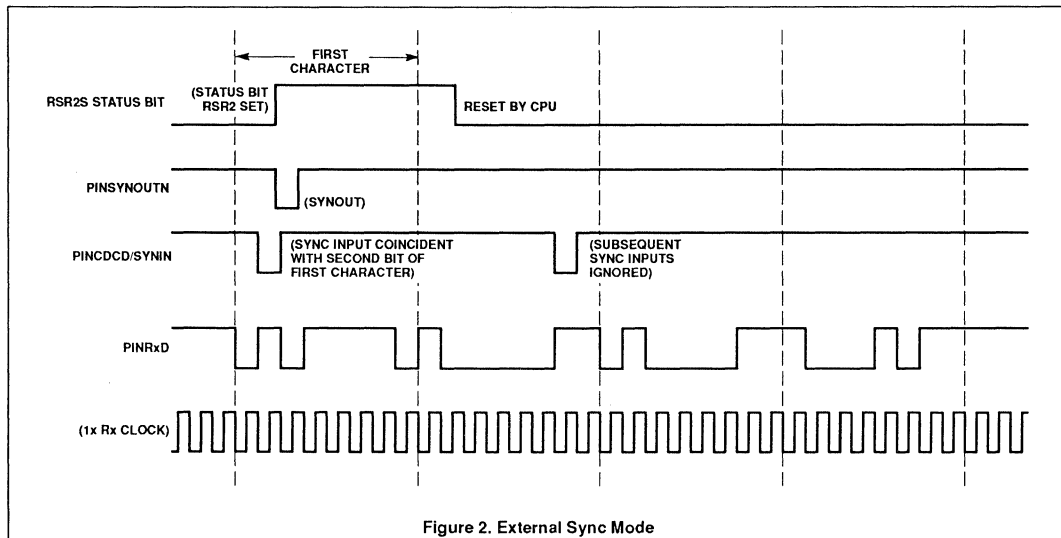 FIRST
CHARACTER
RSR2S STATUS BIT
(STATUS BIT
RSR2 SET)
RESET BY CPU
PINSYNOUTN
(SYNOUT)
PINCDCD/SYNIN
(SYNC INPUT COINCIDENT
WITH SECOND BIT OF
FIRST CHARACTER)
(SUBSEQUENT
SYNC INPUTS
IGNORED)
PINRxD
(1x Rx CLOCK)
Figure 2. External Sync Mode